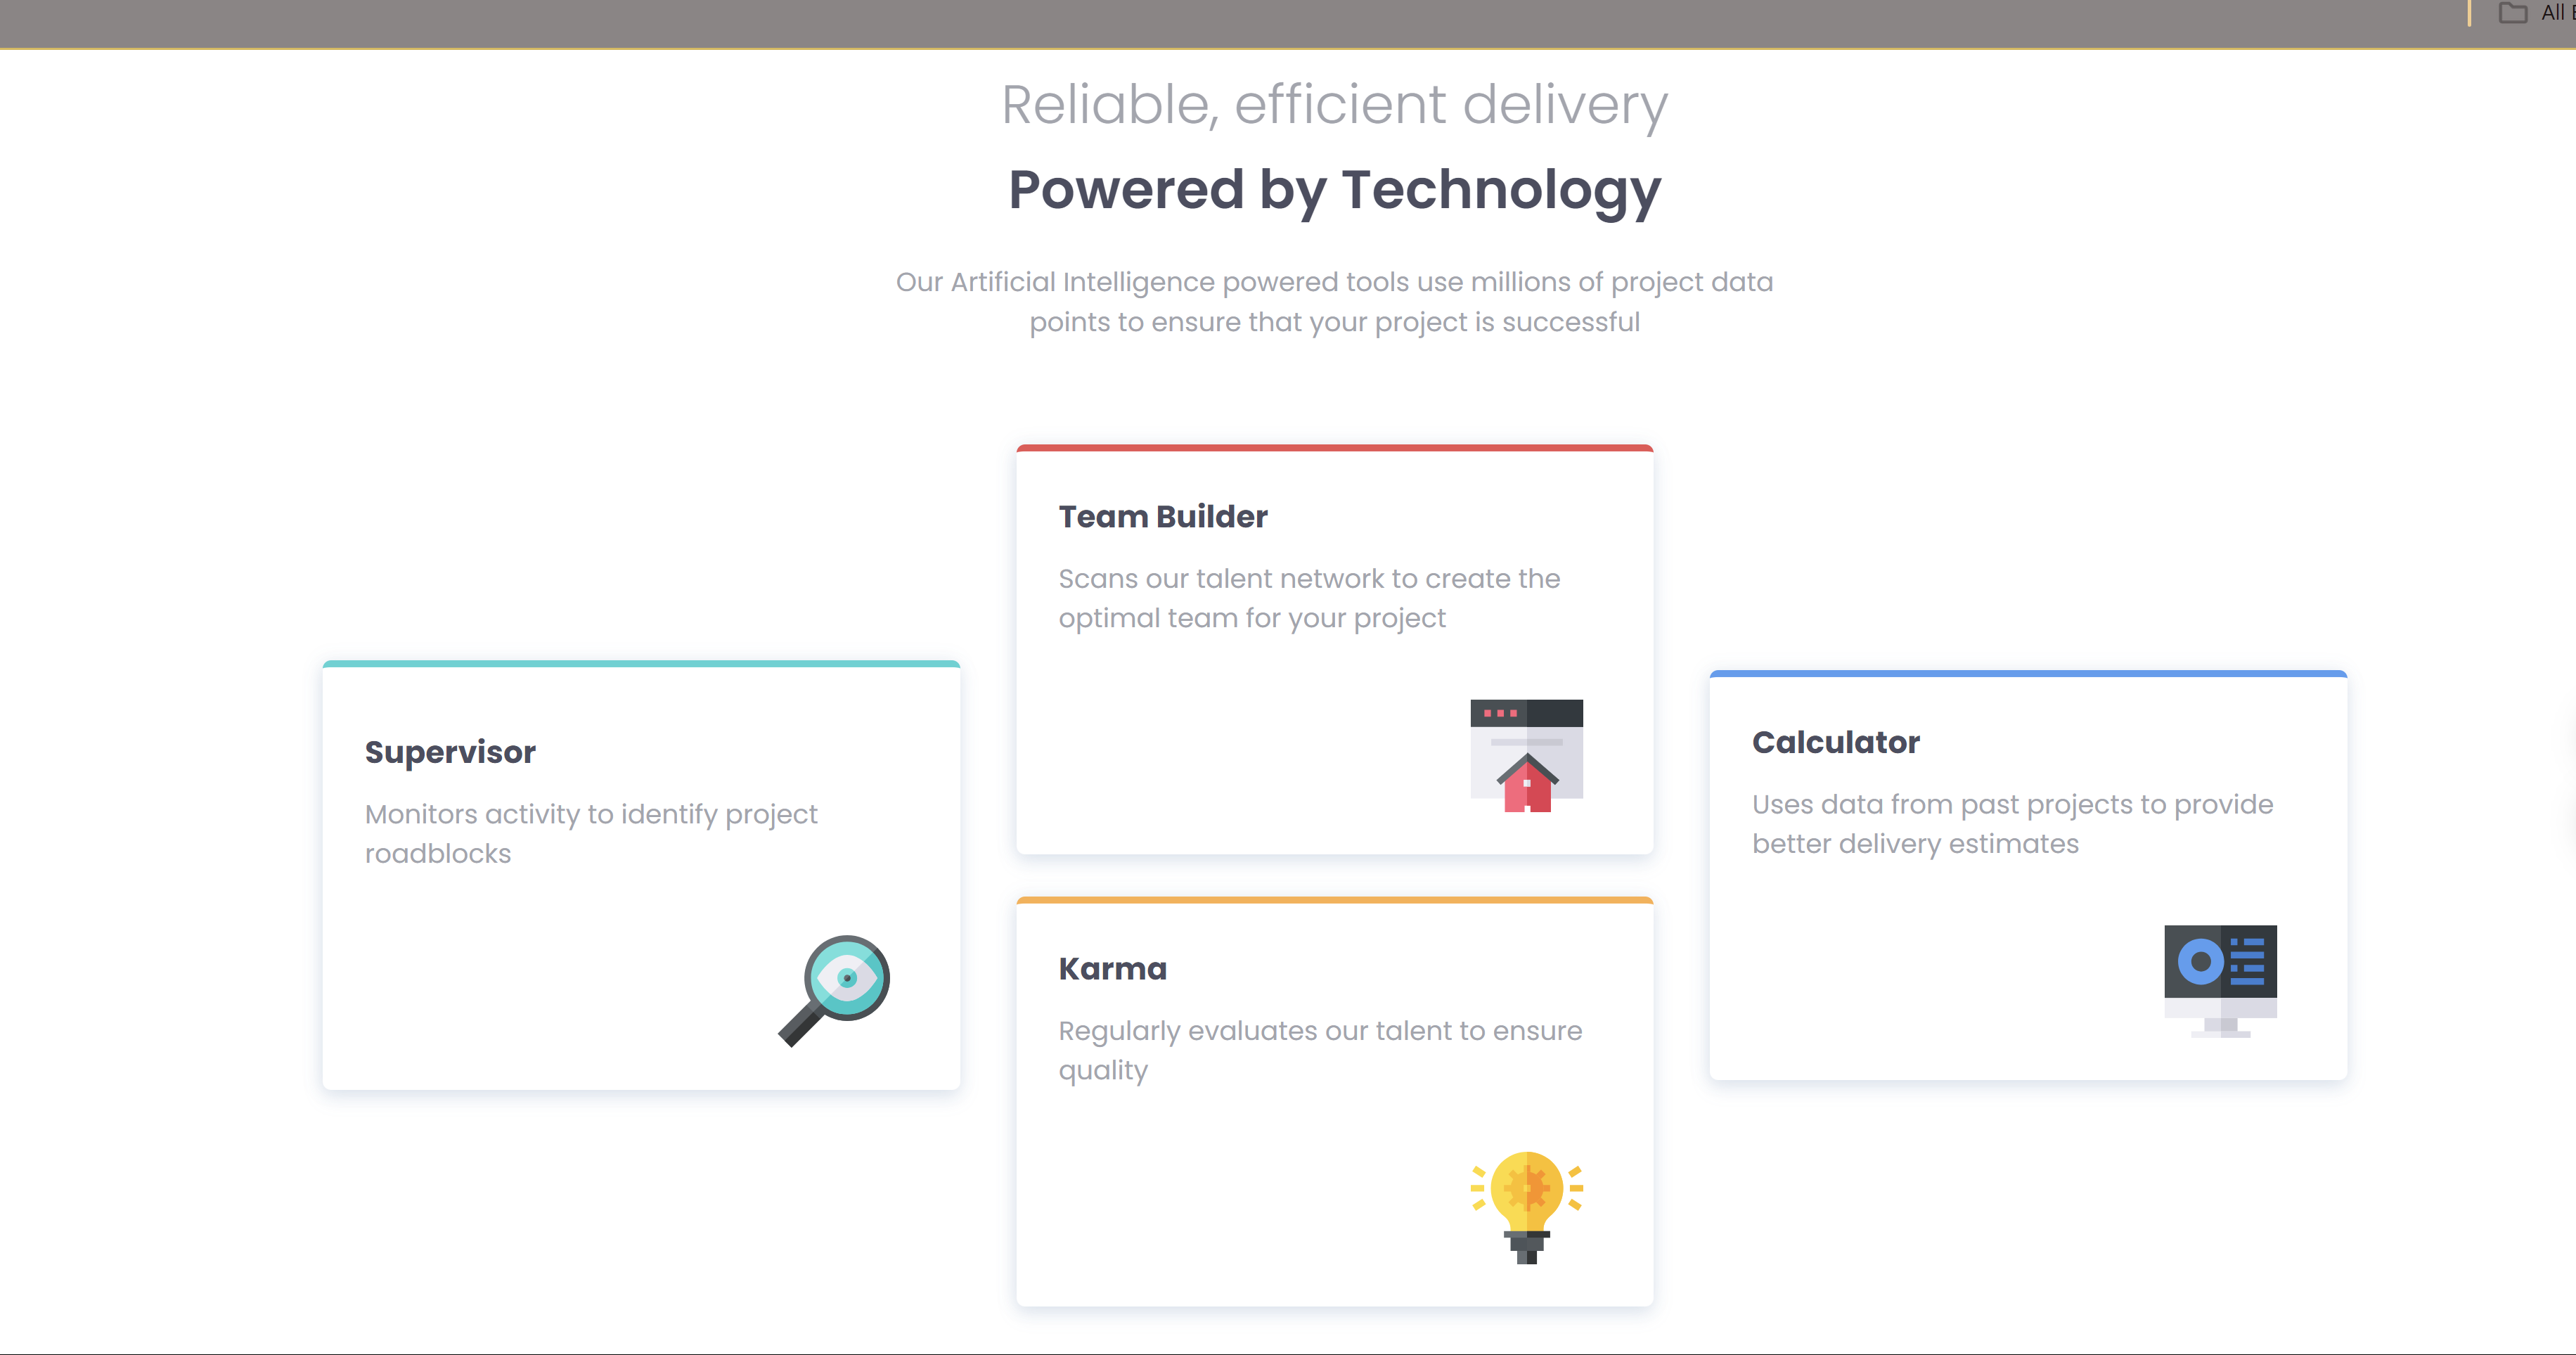 All
Reliable, efficient delivery
Powered by Technology
Our Artificial Intelligence powered tools use millions of project data
points to ensure that your project is successful
Team Builder
Scans our talent network to create the
optimal team for your project
Supervisor
Monitors activity to identify project
roadblocks
Calculator
Uses data from past projects to provide
better delivery estimates
Karma
Regularly evaluates our talent to ensure
quality